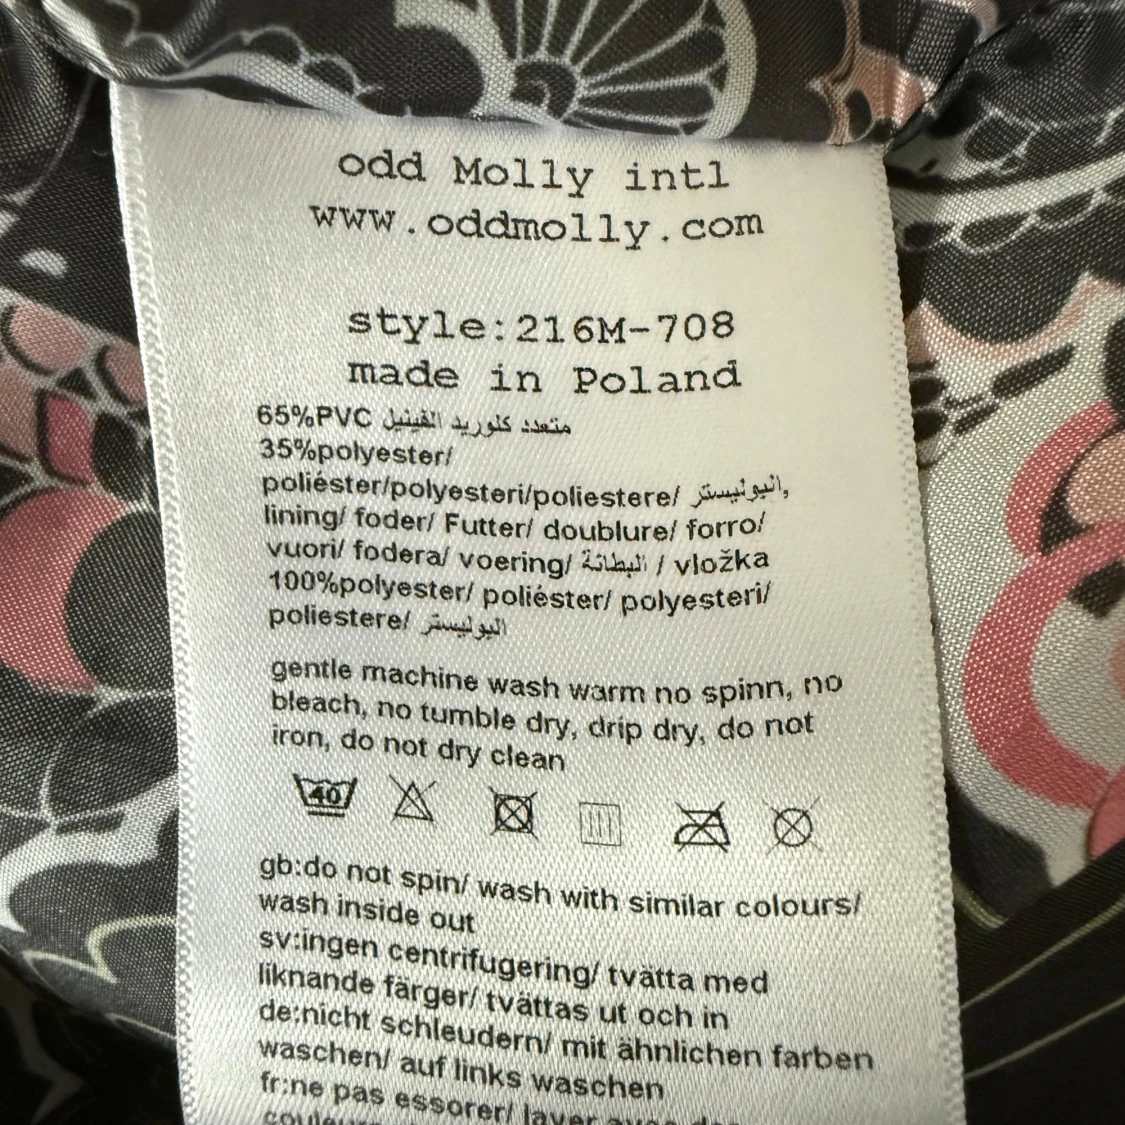 odd Molly intl
www.oddmolly.com
style:216M-708
made in Poland
65%PVC متعدد كلوريد الفينيل
35%polyester/
poliéster/polyesteri/poliestere/ البوليستر,
lining/ foder/ Futter/ doublure/ forro/
vuori/ fodera/ voering/ البطانة / vložka
100%polyester/ poliéster/ polyesteri/
poliestere/ البوليستر
gentle machine wash warm no spinn, no
bleach, no tumble dry, drip dry, do not
iron, do not dry clean
40
gb:do not spin/ wash with similar colours/
wash inside out
sv:ingen centrifugering/ tvätta med
liknande färger/ tvättas ut och in
de:nicht schleudern/ mit ähnlichen farben
waschen/ auf links waschen
fr:ne pas essorer/ laver avec des